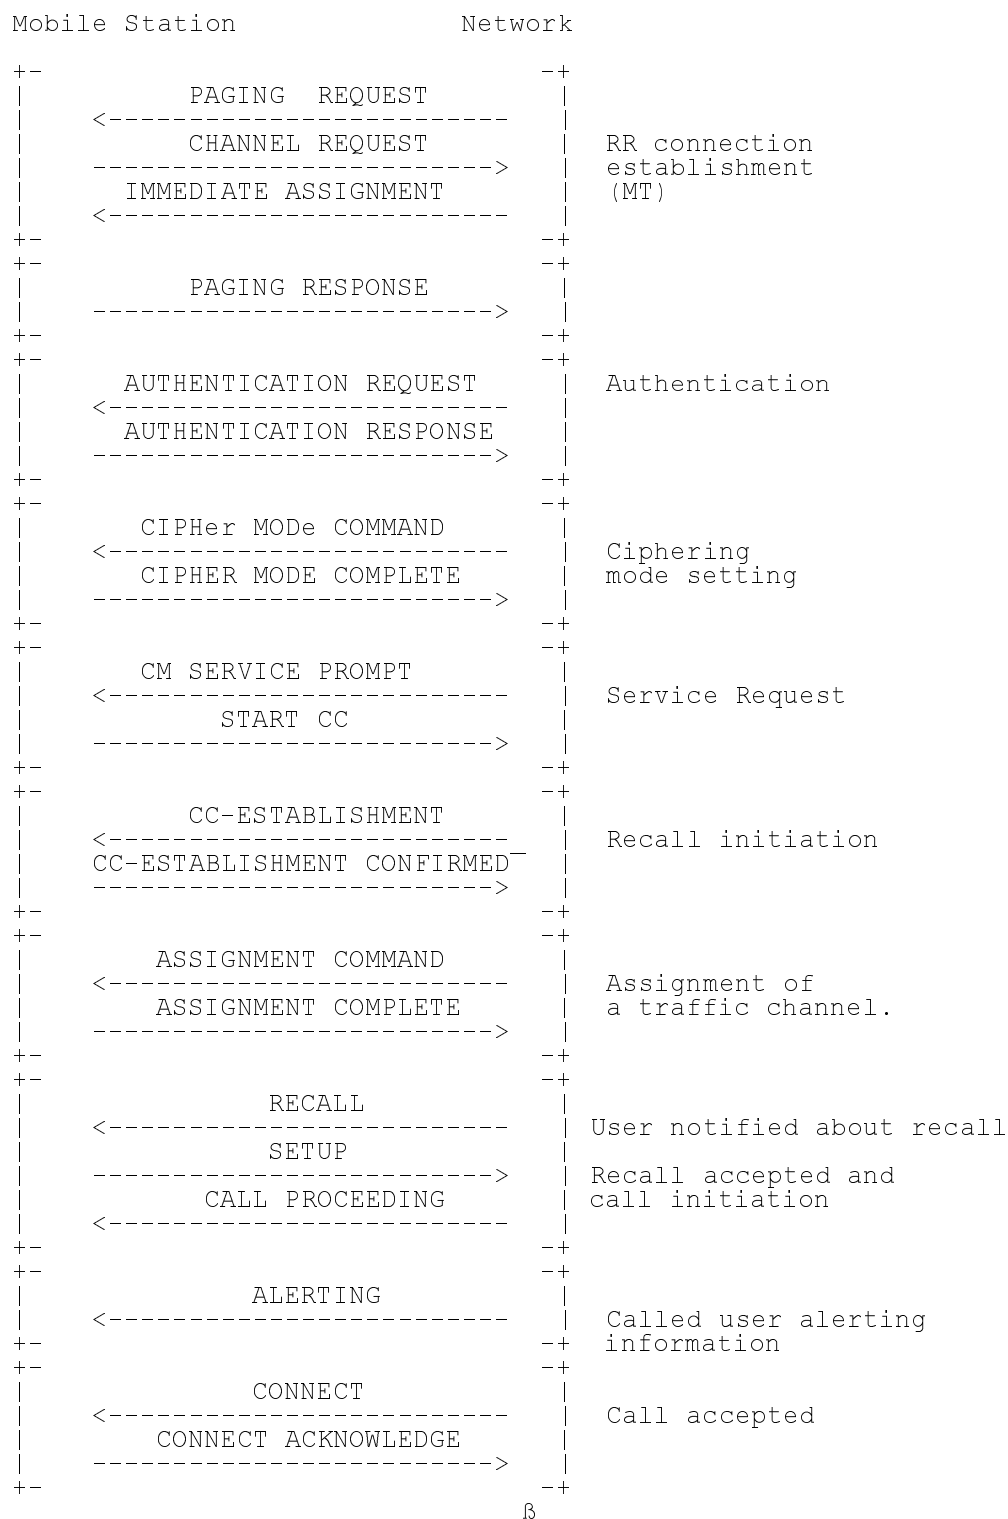 Mobile Station Network
+- -+
| PAGING REQUEST |
| <------------------------- |
| CHANNEL REQUEST | RR connection
| -------------------------> | establishment
| IMMEDIATE ASSIGNMENT | (MT)
| <------------------------- |
+- -+
+- -+
| PAGING RESPONSE |
| -------------------------> |
+- -+
+- -+
| AUTHENTICATION REQUEST | Authentication
| <------------------------- |
| AUTHENTICATION RESPONSE |
| -------------------------> |
+- -+
+- -+
| CIPHer MODe COMMAND |
| <------------------------- | Ciphering
| CIPHER MODE COMPLETE | mode setting
| -------------------------> |
+- -+
+- -+
| CM SERVICE PROMPT |
| <------------------------- | Service Request
| START CC |
| -------------------------> |
+- -+
+- -+
| CC-ESTABLISHMENT |
| <------------------------- | Recall initiation
| CC-ESTABLISHMENT CONFIRMED¯ |
| -------------------------> |
+- -+
+- -+
| ASSIGNMENT COMMAND |
| <------------------------- | Assignment of
| ASSIGNMENT COMPLETE | a traffic channel.
| -------------------------> |
+- -+
+- -+
| RECALL |
| <------------------------- | User notified about recall
| SETUP |
| -------------------------> | Recall accepted and
| CALL PROCEEDING | call initiation
| <------------------------- |
+- -+
+- -+
| ALERTING |
| <------------------------- | Called user alerting
+- -+ information
+- -+
| CONNECT |
| <------------------------- | Call accepted
| CONNECT ACKNOWLEDGE |
| -------------------------> |
+- -+
ß